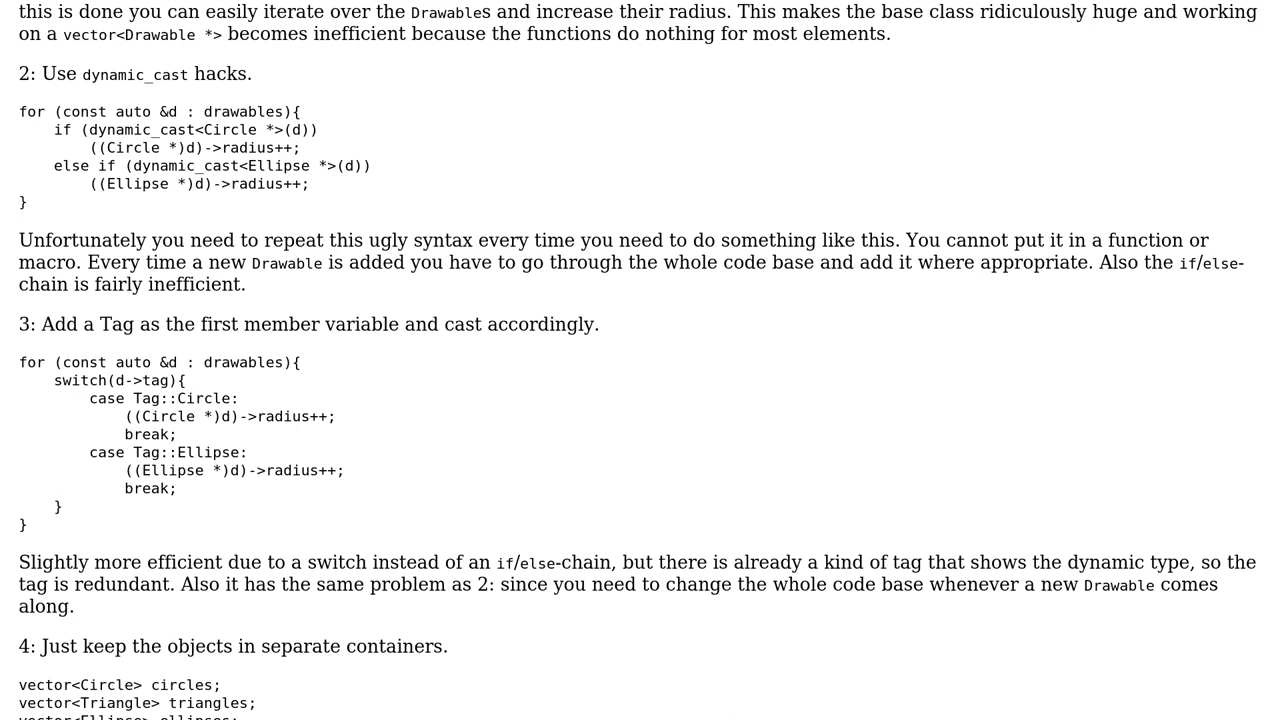 this is done you can easily iterate over the Drawables and increase their radius. This makes the base class ridiculously huge and working
on a vector<Drawable *> becomes inefficient because the functions do nothing for most elements.
2: Use dynamic_cast hacks.
for (const auto &d : drawables){
    if (dynamic_cast<Circle *>(d))
        ((Circle *)d)->radius++;
    else if (dynamic_cast<Ellipse *>(d))
        ((Ellipse *)d)->radius++;
}
Unfortunately you need to repeat this ugly syntax every time you need to do something like this. You cannot put it in a function or
macro. Every time a new Drawable is added you have to go through the whole code base and add it where appropriate. Also the if/else-
chain is fairly inefficient.
3: Add a Tag as the first member variable and cast accordingly.
for (const auto &d : drawables){
    switch(d->tag){
        case Tag::Circle:
            ((Circle *)d)->radius++;
            break;
        case Tag::Ellipse:
            ((Ellipse *)d)->radius++;
            break;
    }
}
Slightly more efficient due to a switch instead of an if/else-chain, but there is already a kind of tag that shows the dynamic type, so the
tag is redundant. Also it has the same problem as 2: since you need to change the whole code base whenever a new Drawable comes
along.
4: Just keep the objects in separate containers.
vector<Circle> circles;
vector<Triangle> triangles;
vector<Ellipse> ellipses;